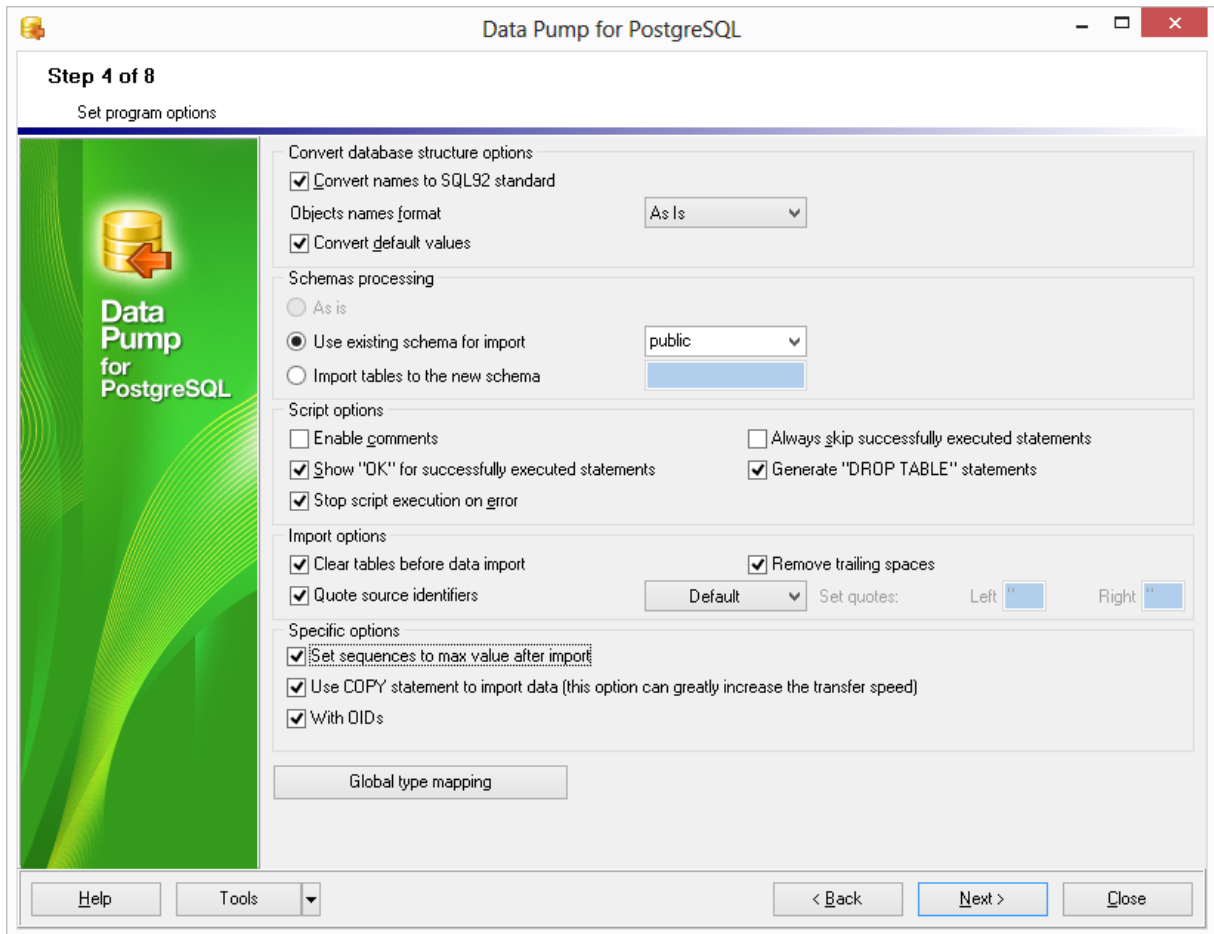 Data Pump for PostgreSQL
Step 4 of 8
Set program options
Data
Pump
for
PostgreSQL
Convert database structure options
Convert names to SQL92 standard
Objects names format As Is
Convert default values
Schemas processing
As is
Use existing schema for import public
Import tables to the new schema
Script options
Enable comments Always skip successfully executed statements
Show "OK" for successfully executed statements Generate "DROP TABLE" statements
Stop script execution on error
Import options
Clear tables before data import Remove trailing spaces
Quote source identifiers Default Set quotes: Left " Right "
Specific options
Set sequences to max value after import
Use COPY statement to import data (this option can greatly increase the transfer speed)
With OIDs
Global type mapping
Help Tools < Back Next > Close